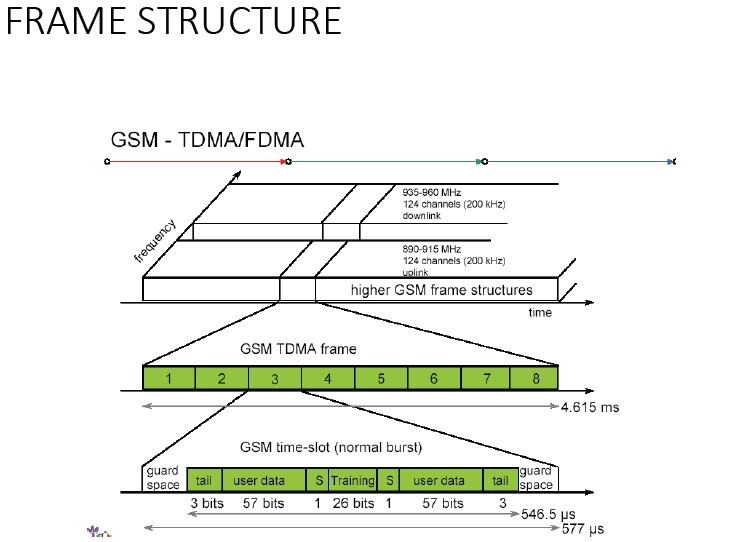 FRAME STRUCTURE
GSM - TDMA/FDMA
frequency
935-960 MHz
124 channels (200 kHz)
downlink
890-915 MHz
124 channels (200 kHz)
uplink
higher GSM frame structures
time
GSM TDMA frame
1 2 3 4 5 6 7 8
4.615 ms
GSM time-slot (normal burst)
guard
space
tail user data S Training S user data tail
guard
space
3 bits 57 bits 1 26 bits 1 57 bits 3
546.5 µs
577 µs